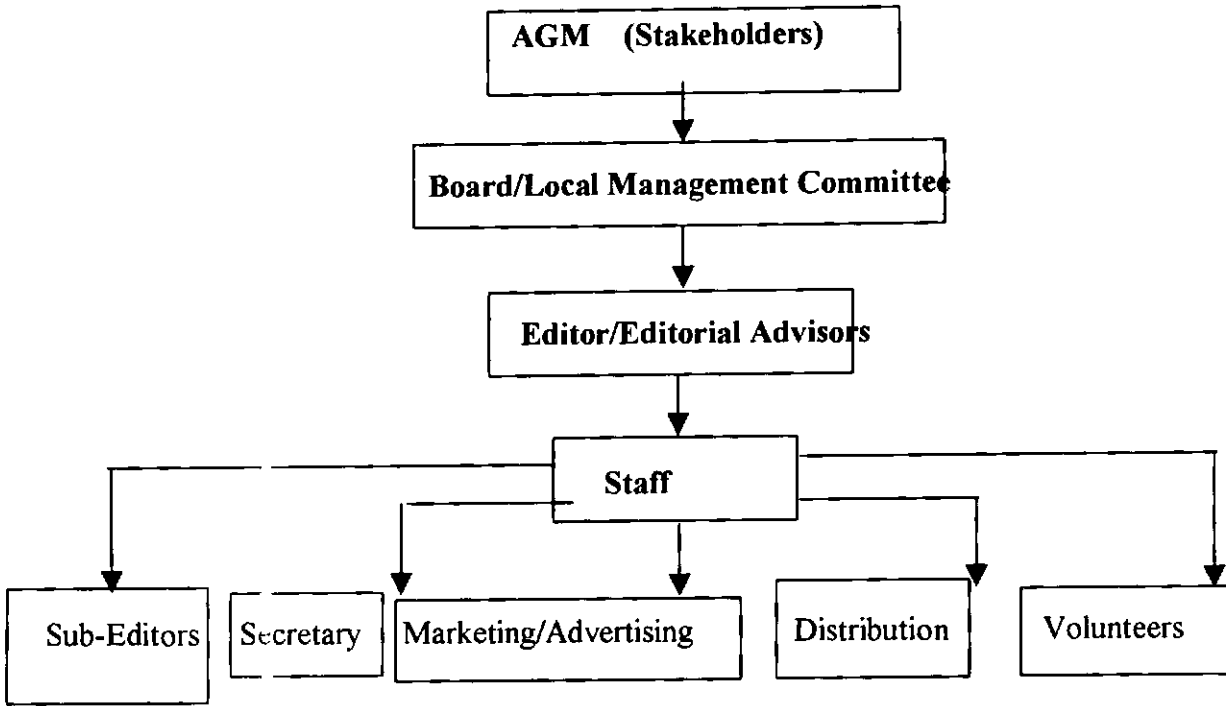 AGM (Stakeholders)
Board/Local Management Committee
Editor/Editorial Advisors
Staff
Sub-Editors
Secretary
Marketing/Advertising
Distribution
Volunteers